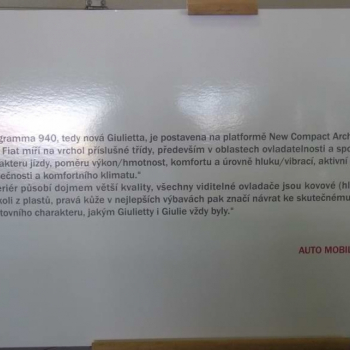 gramma 940, tedy nová Giulietta, je postavena na platformě New Compact Arch
Fiat míří na vrchol příslušné třídy, především v oblastech ovladatelnosti a spo
akteru jízdy, poměru výkon/hmotnost, komfortu a úrovně hluku/vibrací, aktivní
ečnosti a komfortního klimatu."
eriér působí dojmem větší kvality, všechny viditelné ovladače jsou kovové (hl
koli z plastů, pravá kůže v nejlepších výbavách pak značí návrat ke skutečnému
tovního charakteru, jakým Giulietty i Giulie vždy byly."
AUTO MOBIL